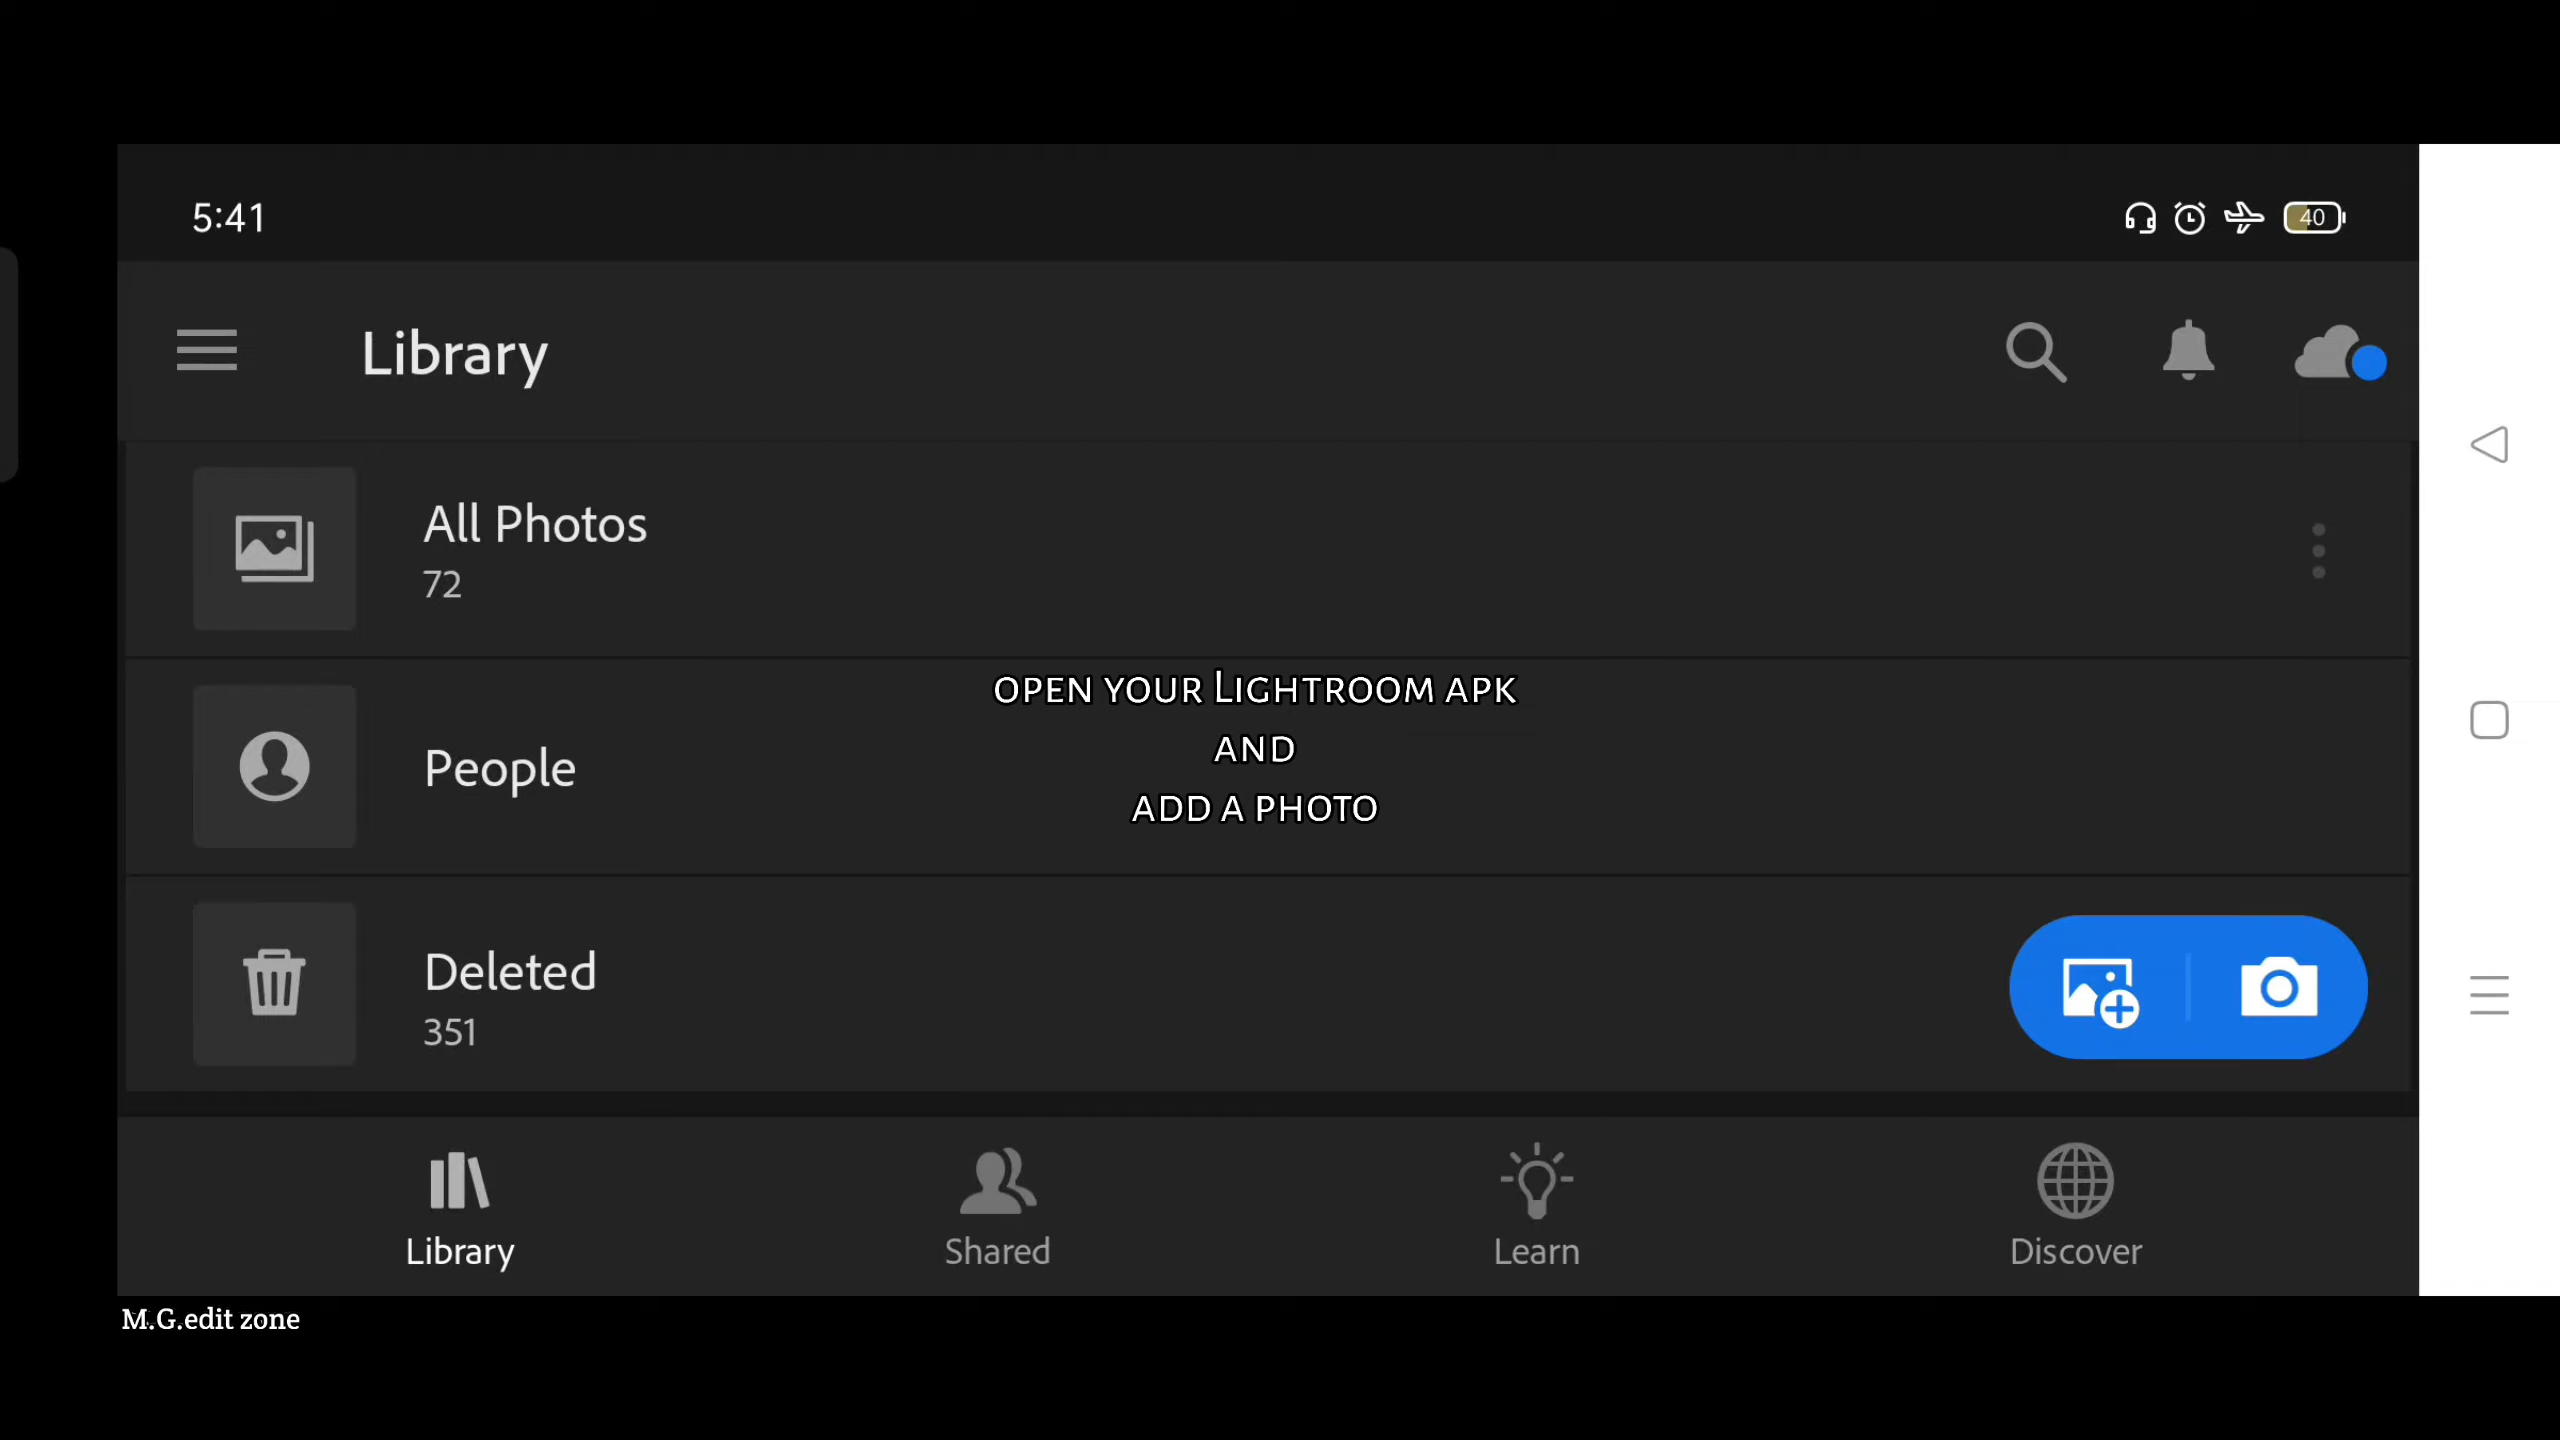 5:41
40
Library
All Photos
72
People
OPEN YOUR LIGHTROOM APK
AND
ADD A PHOTO
Deleted
351
Library
Shared
Learn
Discover
M.G.edit zone